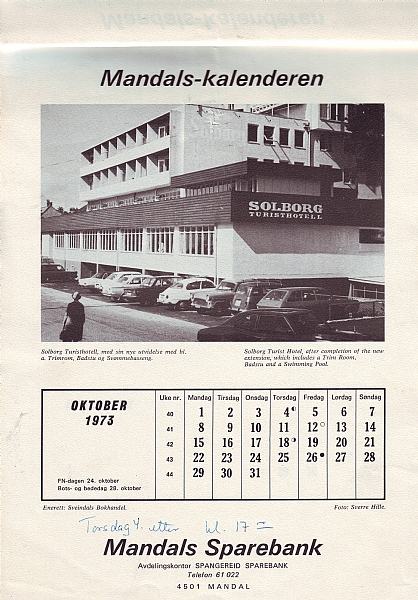 Mandals-kalenderen
SOLBORG
TURISTHOTELL
Solborg Turisthotell, med sin nye utvidelse med bl. a. Trimrom, Badstu og Svømmebasseng.
Solborg Turist Hotel, after completion of the new extension, which includes a Trim Room, Badstu and a Swimming Pool.
OKTOBER
1973
FN-dagen 24. oktober
Bots- og bededag 28. oktober
Uke nr. Mandag Tirsdag Onsdag Torsdag Fredag Lørdag Søndag
40 1 2 3 4 5 6 7
41 8 9 10 11 12 13 14
42 15 16 17 18 19 20 21
43 22 23 24 25 26 27 28
44 29 30 31
Enerett: Sveindals Bokhandel.
Foto: Sverre Hille.
Torsdag 4. etter kl. 17
Mandals Sparebank
Avdelingskontor SPANGEREID SPAREBANK
Telefon 61 022
4501 MANDAL